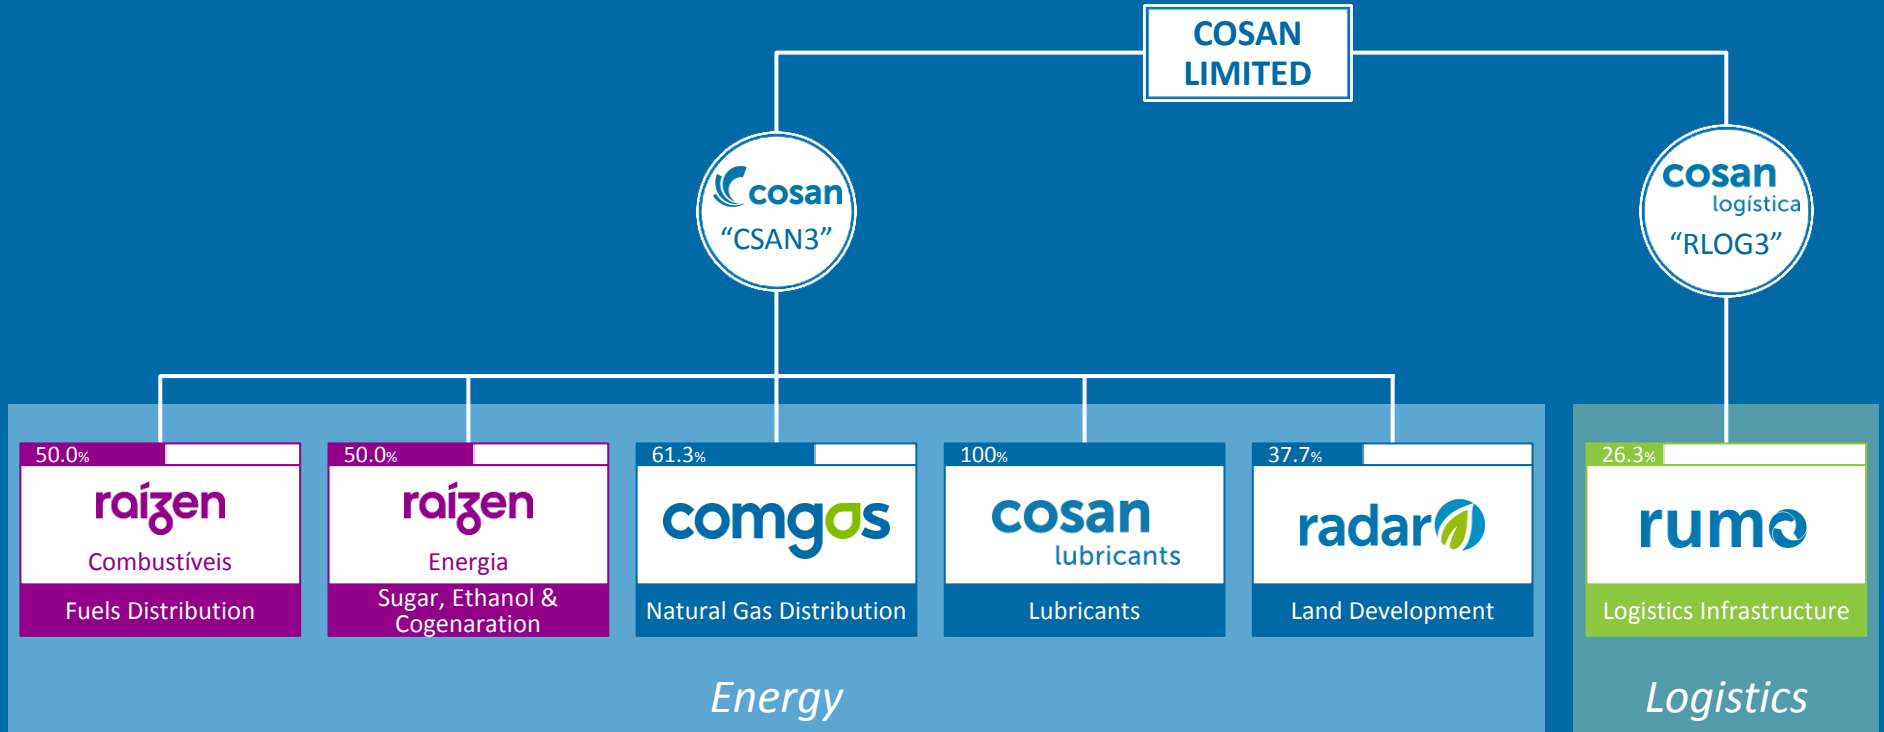 COSAN
LIMITED
cosan
“CSAN3”
cosan
logística
“RLOG3”
50.0%
raízen
Combustíveis
Fuels Distribution
50.0%
raízen
Energia
Sugar, Ethanol &
Cogenaration
61.3%
comgas
Natural Gas Distribution
100%
cosan
lubricants
Lubricants
37.7%
radar
Land Development
26.3%
rumo
Logistics Infrastructure
Energy
Logistics